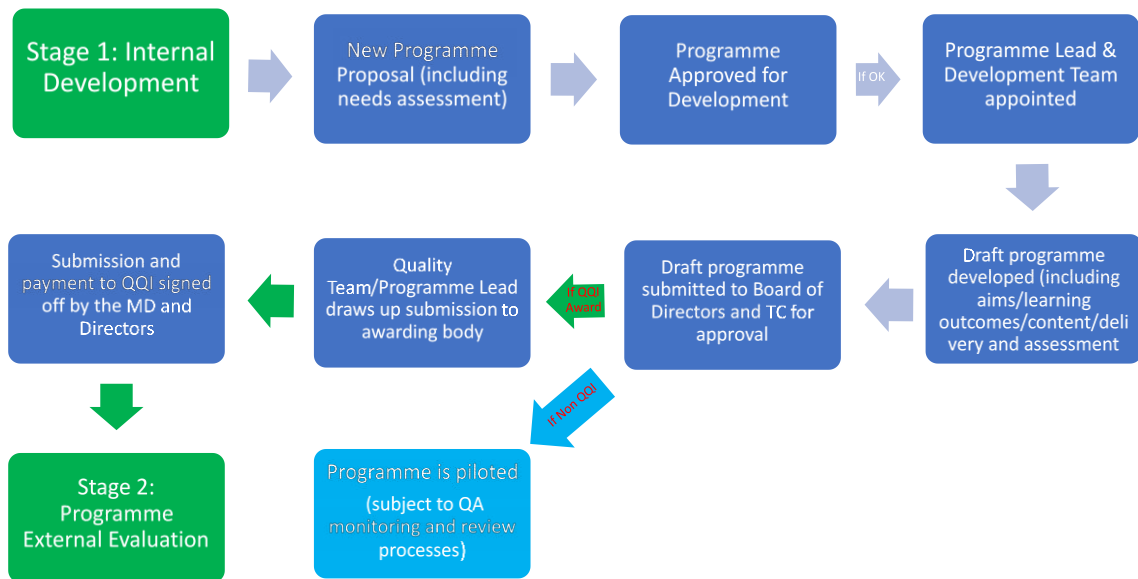 Stage 1: Internal
Development
New Programme
Proposal (including
needs assessment)
Programme
Approved for
Development
If OK
Programme Lead &
Development Team
appointed
Submission and
payment to QQI signed
off by the MD and
Directors
Quality
Team/Programme Lead
draws up submission to
awarding body
If QQI
Award
Draft programme
submitted to Board of
Directors and TC for
approval
Draft programme
developed (including
aims/learning
outcomes/content/deli
very and assessment
If Non QQI
Stage 2:
Programme
External Evaluation
Programme is piloted
(subject to QA
monitoring and review
processes)